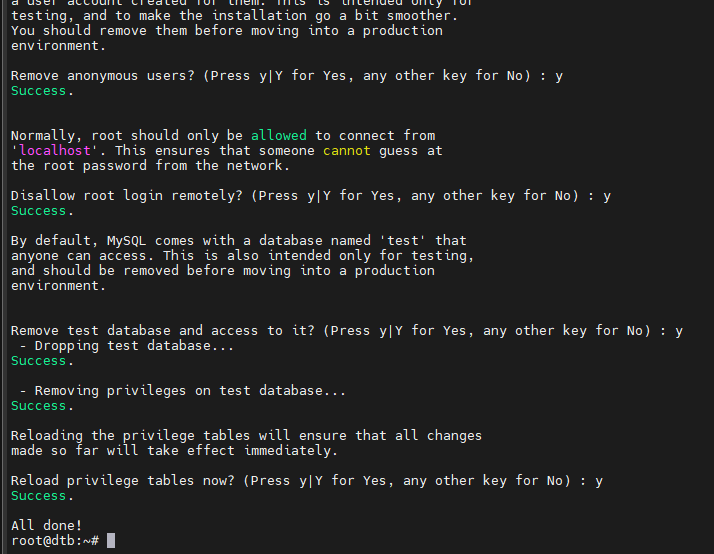 a user account created for them. This is intended only for
testing, and to make the installation go a bit smoother.
You should remove them before moving into a production
environment.
Remove anonymous users? (Press y|Y for Yes, any other key for No) : y
Success.
Normally, root should only be allowed to connect from
'localhost'. This ensures that someone cannot guess at
the root password from the network.
Disallow root login remotely? (Press y|Y for Yes, any other key for No) : y
Success.
By default, MySQL comes with a database named 'test' that
anyone can access. This is also intended only for testing,
and should be removed before moving into a production
environment.
Remove test database and access to it? (Press y|Y for Yes, any other key for No) : y
- Dropping test database...
Success.
- Removing privileges on test database...
Success.
Reloading the privilege tables will ensure that all changes
made so far will take effect immediately.
Reload privilege tables now? (Press y|Y for Yes, any other key for No) : y
Success.
All done!
root@dtb:~#